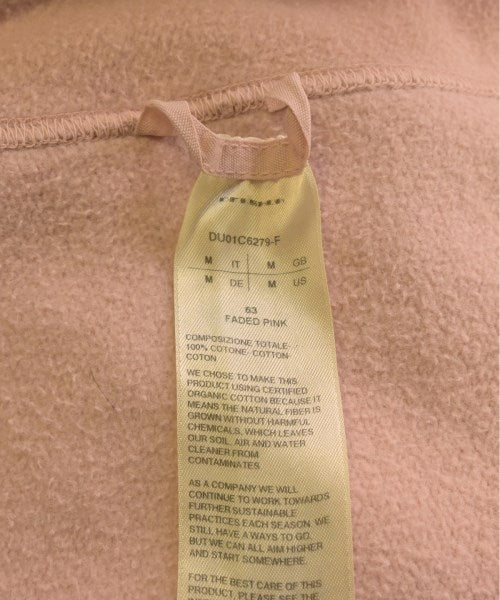 DU01C6279-F
M IT M GB
M DE M US
63
FADED PINK
COMPOSIZIONE TOTALE-
100% COTONE- COTTON-
COTON
WE CHOSE TO MAKE THIS
PRODUCT USING CERTIFIED
ORGANIC COTTON BECAUSE IT
MEANS THE NATURAL FIBER IS
GROWN WITHOUT HARMFUL
CHEMICALS, WHICH LEAVES
OUR SOIL, AIR AND WATER
CLEANER FROM
CONTAMINATES.
AS A COMPANY WE WILL
CONTINUE TO WORK TOWARDS
FURTHER SUSTAINABLE
PRACTICES EACH SEASON. WE
STILL HAVE A WAYS TO GO,
BUT WE CAN ALL AIM HIGHER
AND START SOMEWHERE.
FOR THE BEST CARE OF THIS
PRODUCT, PLEASE SEE THE